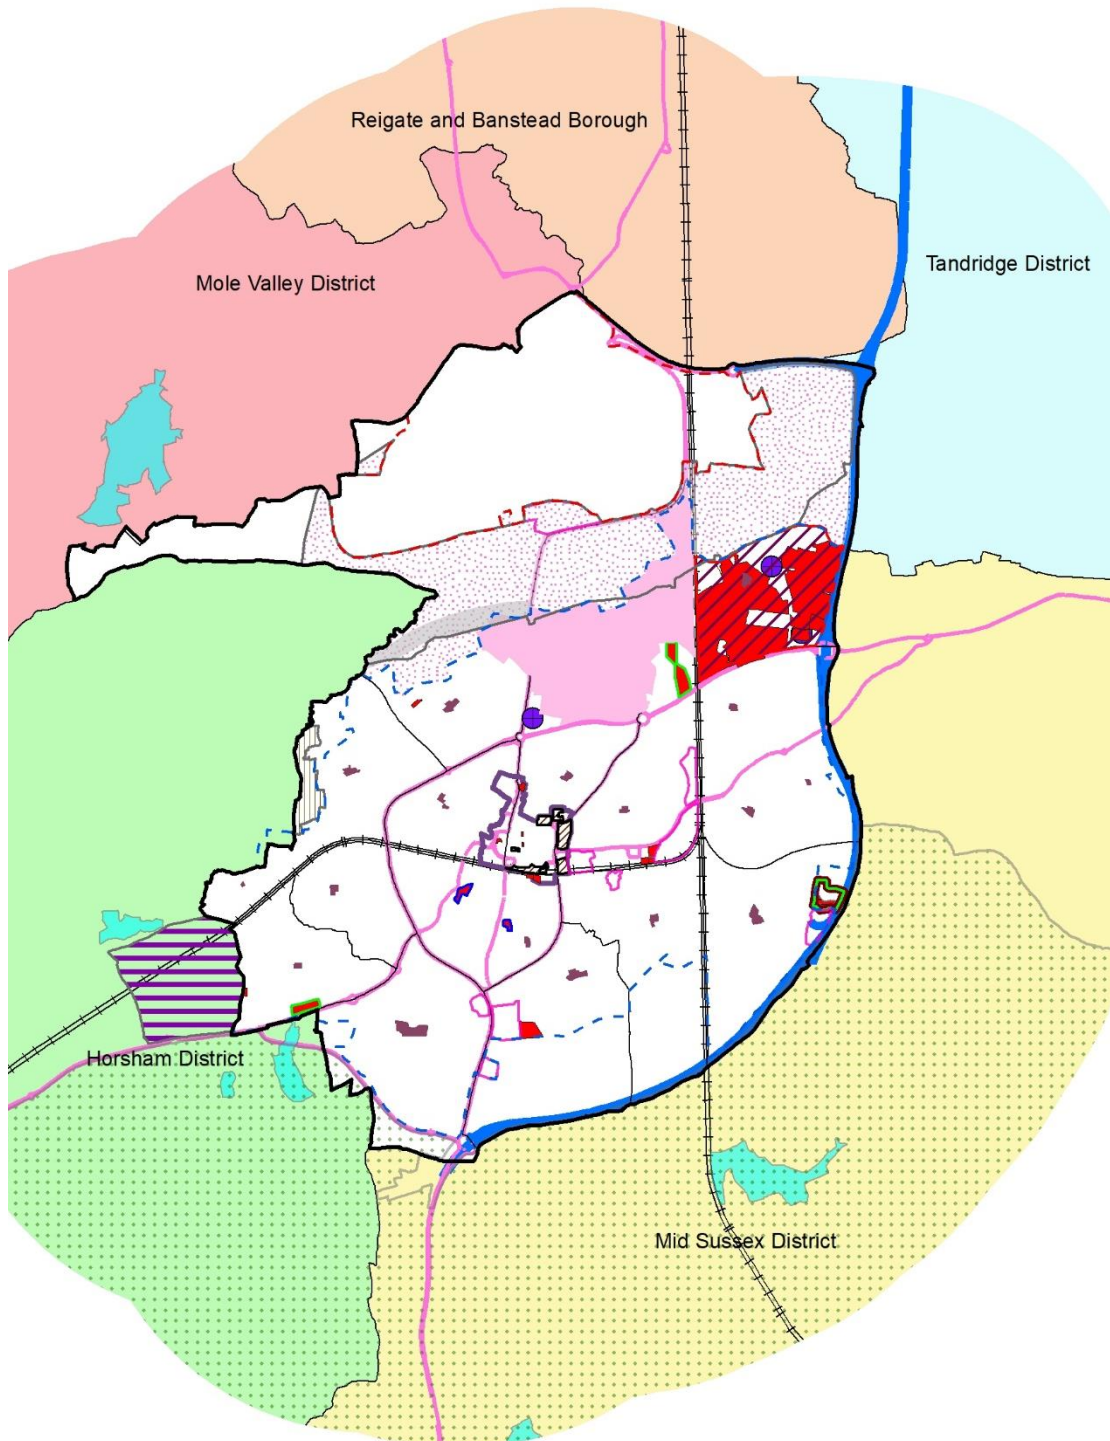 Reigate and Banstead Borough
Tandridge District
Mole Valley District
Horsham District
Mid Sussex District